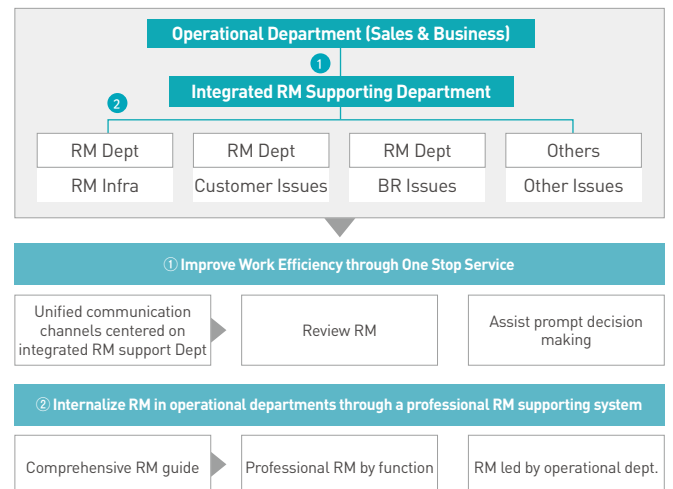 Operational Department (Sales & Business)
1
Integrated RM Supporting Department
2
RM Dept
RM Dept
RM Dept
Others
RM Infra
Customer Issues
BR Issues
Other Issues
① Improve Work Efficiency through One Stop Service
Unified communication
channels centered on
integrated RM support Dept
Review RM
Assist prompt decision
making
② Internalize RM in operational departments through a professional RM supporting system
Comprehensive RM guide
Professional RM by function
RM led by operational dept.